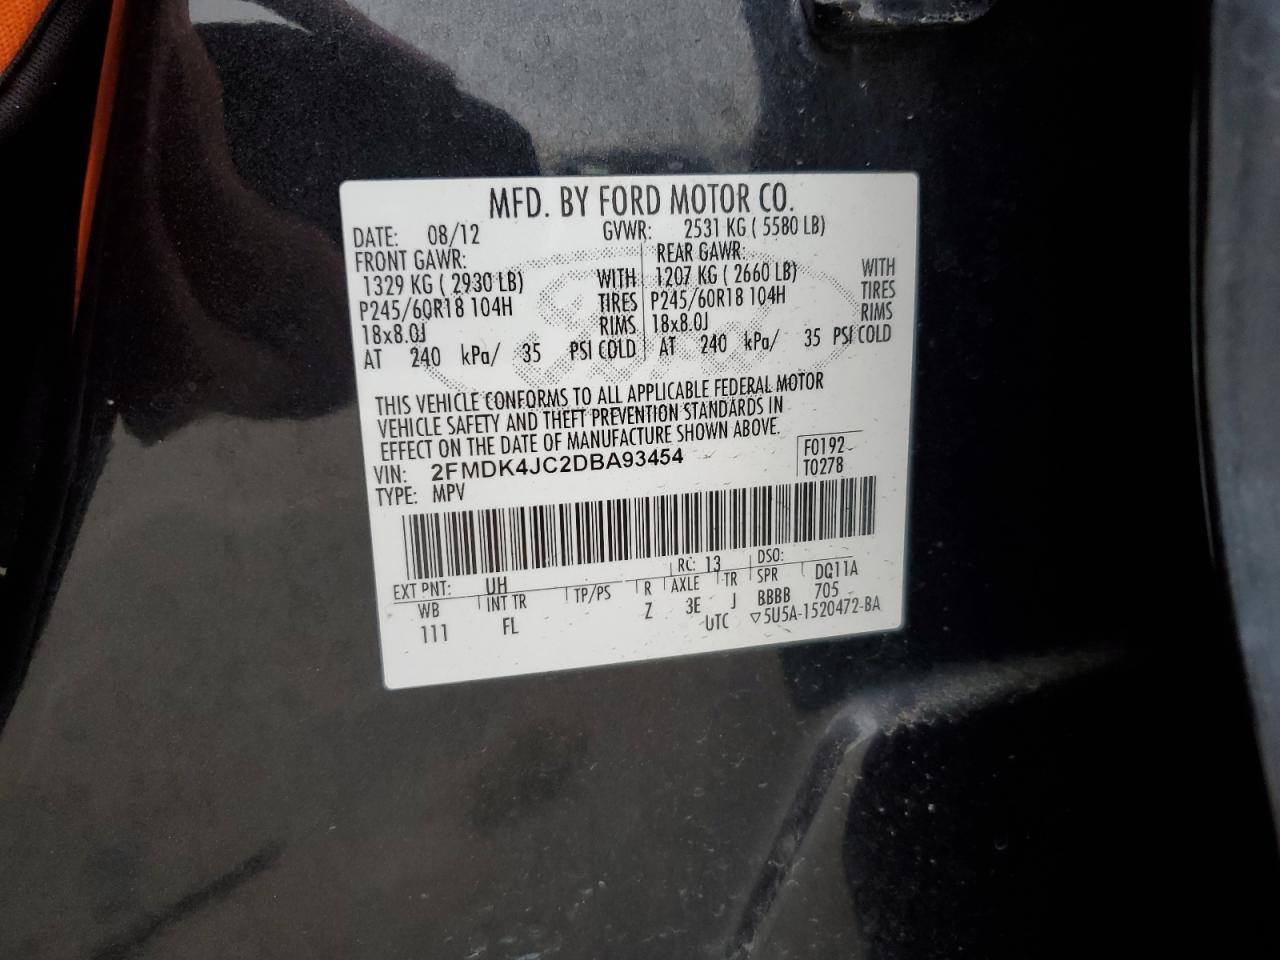 MFD. BY FORD MOTOR CO.
DATE: 08/12 GVWR: 2531 KG ( 5580 LB)
FRONT GAWR: REAR GAWR:
1329 KG ( 2930 LB) WITH 1207 KG ( 2660 LB) WITH
P245/60R18 104H TIRES P245/60R18 104H TIRES
18x8.0J RIMS 18x8.0J RIMS
AT 240 kPa/ 35 PSI COLD AT 240 kPa/ 35 PSI COLD
THIS VEHICLE CONFORMS TO ALL APPLICABLE FEDERAL MOTOR
VEHICLE SAFETY AND THEFT PREVENTION STANDARDS IN
EFFECT ON THE DATE OF MANUFACTURE SHOWN ABOVE.
VIN: 2FMDK4JC2DBA93454 F0192
TYPE: MPV T0278
EXT PNT: UH RC: 13 DSO:
WB INT TR TP/PS R AXLE TR SPR DQ11A
111 FL Z 3E J BBBB 705
UTC ▽5U5A-1520472-BA